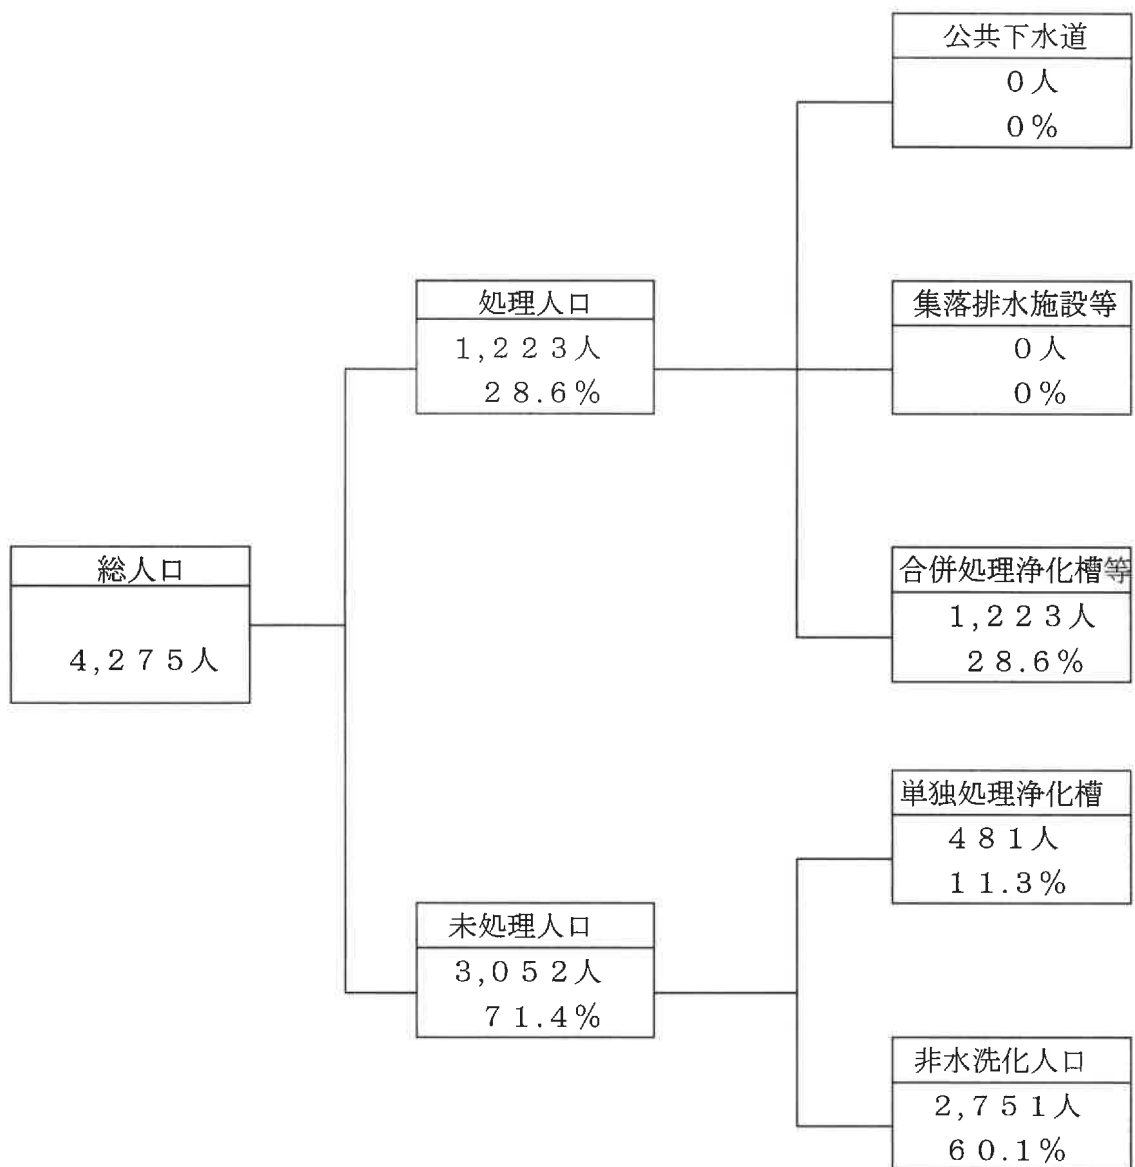 公共下水道
0人
0%
処理人口
1,223人
28.6%
集落排水施設等
0人
0%
総人口
4,275人
合併処理浄化槽等
1,223人
28.6%
単独処理浄化槽
481人
11.3%
未処理人口
3,052人
71.4%
非水洗化人口
2,751人
60.1%